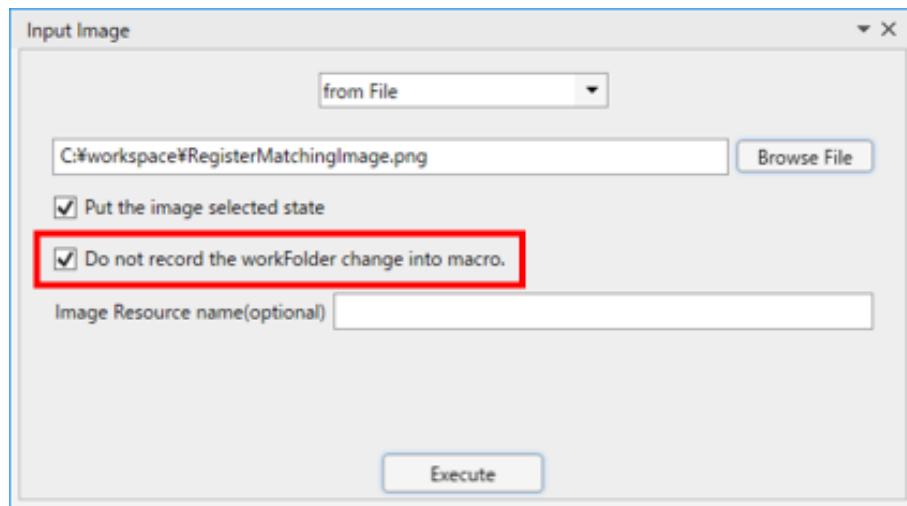 Input Image
from File
C:¥workspace¥RegisterMatchingImage.png Browse File
Put the image selected state
Do not record the workFolder change into macro.
Image Resource name(optional)
Execute